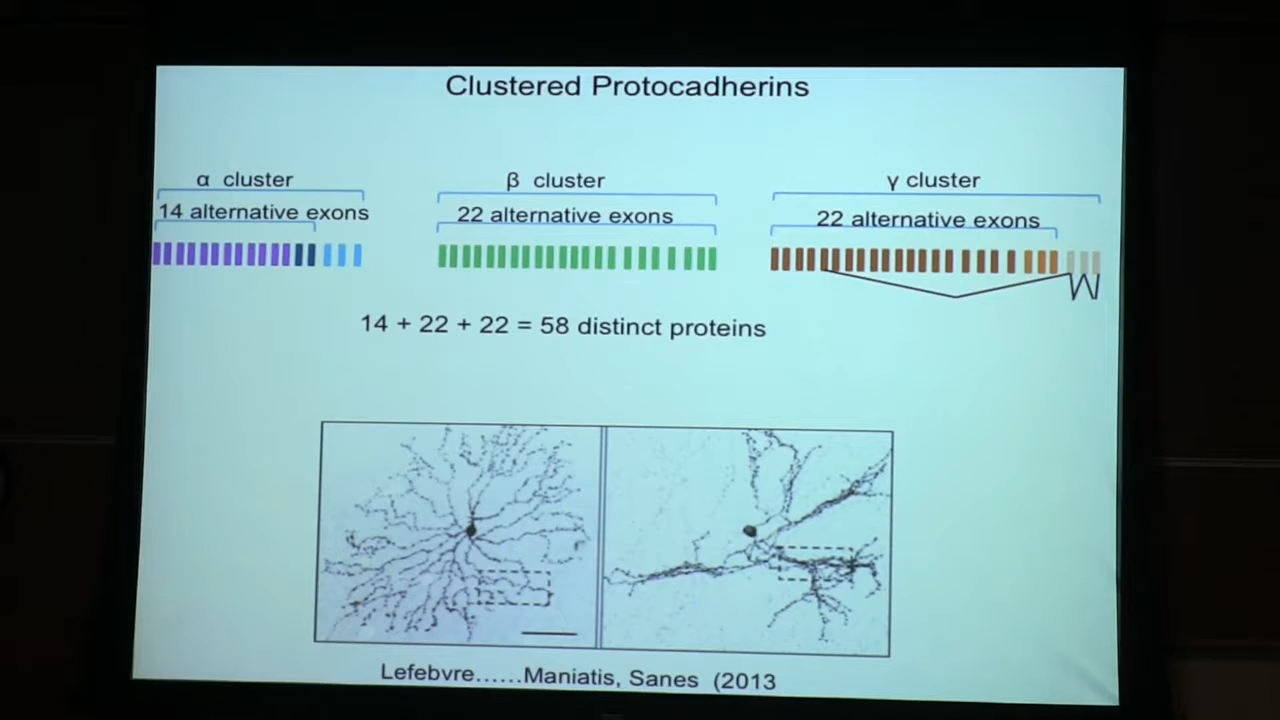 Clustered Protocadherins
α cluster
β cluster
γ cluster
14 alternative exons
22 alternative exons
22 alternative exons
14 + 22 + 22 = 58 distinct proteins
Lefebvre……Maniatis, Sanes (2013